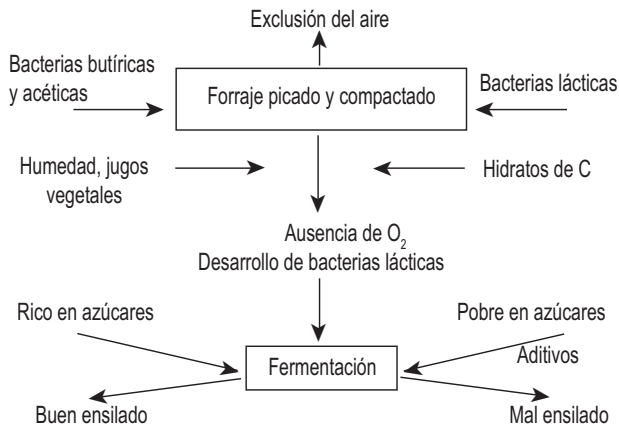 Exclusión del aire
Bacterias butíricas
y acéticas
Forraje picado y compactado
Bacterias lácticas
Humedad, jugos
vegetales
Hidratos de C
Ausencia de O₂
Desarrollo de bacterias lácticas
Rico en azúcares
Pobre en azúcares
Fermentación
Aditivos
Buen ensilado
Mal ensilado